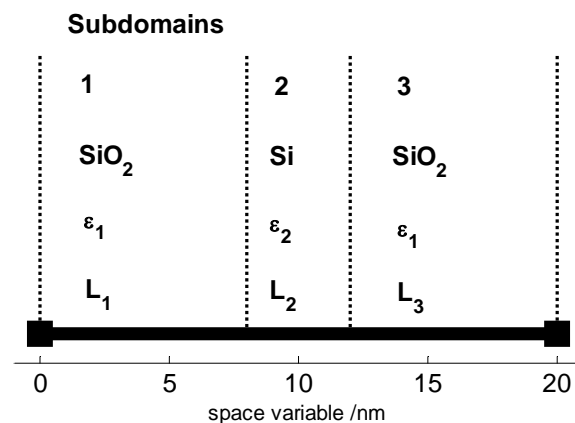 Subdomains
1 2 3
SiO₂ Si SiO₂
ε₁ ε₂ ε₁
L₁ L₂ L₃
0 5 10 15 20
space variable /nm